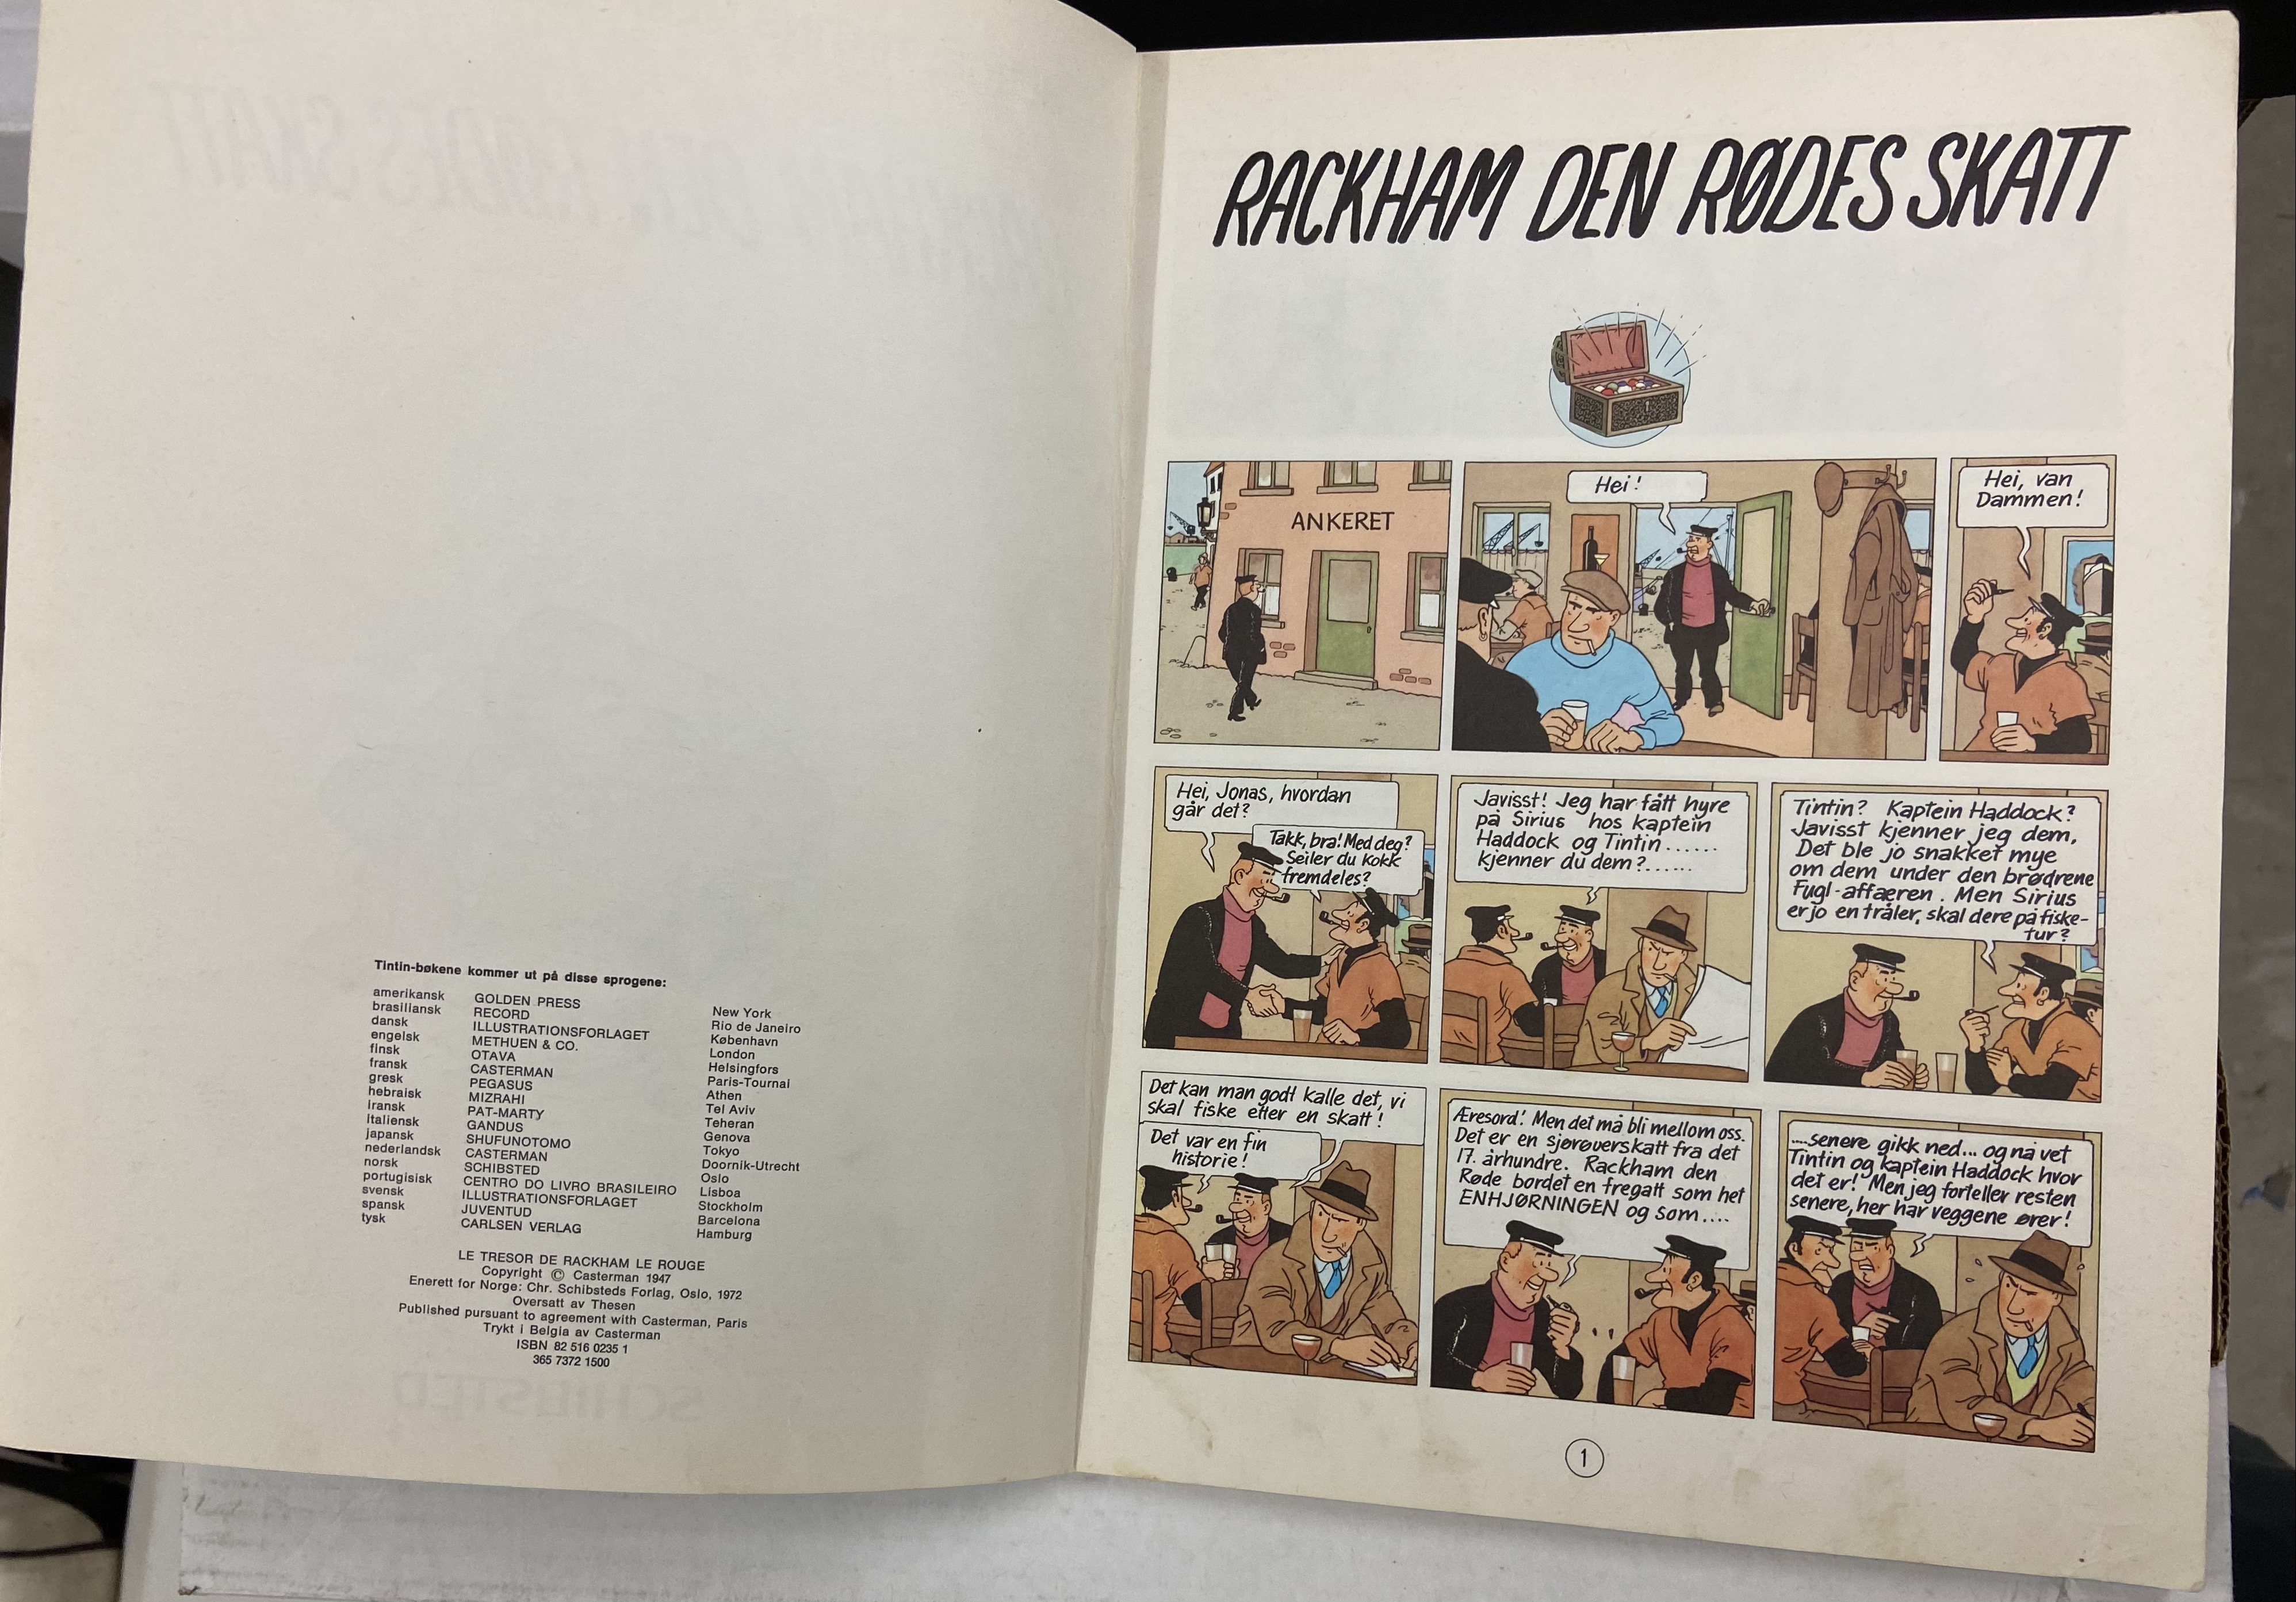 Tintin-bøkene kommer ut på disse sprogene:
amerikansk GOLDEN PRESS New York
brasiliansk RECORD Rio de Janeiro
dansk ILLUSTRATIONSFORLAGET København
engelsk METHUEN & CO. London
finsk OTAVA Helsingfors
fransk CASTERMAN Paris-Tournai
gresk PEGASUS Athen
hebraisk MIZRAHI Tel Aviv
iransk PAT-MARTY Teheran
italiensk GANDUS Genova
japansk SHUFUNOTOMO Tokyo
nederlandsk CASTERMAN Doornik-Utrecht
norsk SCHIBSTED Oslo
portugisisk CENTRO DO LIVRO BRASILEIRO Lisboa
svensk ILLUSTRATIONSFÖRLAGET Stockholm
spansk JUVENTUD Barcelona
tysk CARLSEN VERLAG Hamburg
LE TRESOR DE RACKHAM LE ROUGE
Copyright © Casterman 1947
Enerett for Norge: Chr. Schibsteds Forlag, Oslo, 1972
Oversatt av Thesen
Published pursuant to agreement with Casterman, Paris
Trykt i Belgia av Casterman
ISBN 82 516 0235 1
365 7372 1500
RACKHAM DEN RØDES SKATT
ANKERET
Hei!
Hei, van
Dammen!
Hei, Jonas, hvordan
går det?
Takk, bra! Med deg?
Seiler du kokk
fremdeles?
Javisst! Jeg har fått hyre
på Sirius hos kaptein
Haddock og Tintin......
kjenner du dem?......
Tintin? Kaptein Haddock?
Javisst kjenner jeg dem.
Det ble jo snakket mye
om dem under den brødrene
Fugl-affæren. Men Sirius
er jo en tråler, skal dere på fiske-
tur?
Det kan man godt kalle det, vi
skal fiske etter en skatt!
Det var en fin
historie!
Æresord! Men det må bli mellom oss.
Det er en sjørøverskatt fra det
17. århundre. Rackham den
Røde bordet en fregatt som het
ENHJØRNINGEN og som....
....senere gikk ned... og nå vet
Tintin og kaptein Haddock hvor
det er! Men jeg forteller resten
senere, her har veggene ører!
1